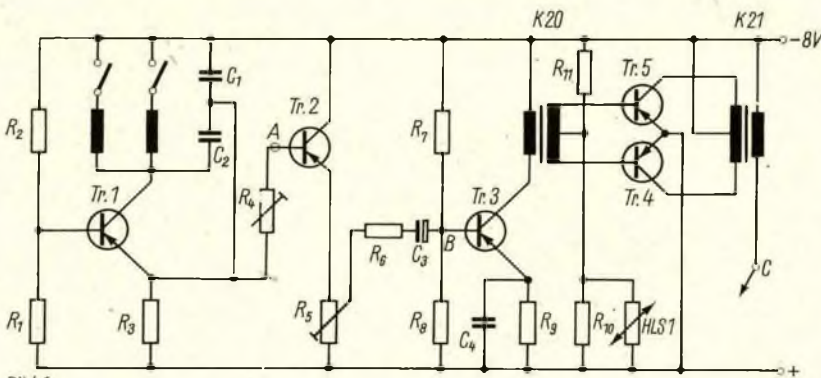 K20 K21
-8V
R11 Tr.5
C1
Tr.2
R2 A R7
C2
Tr.4
Tr.1 R4 Tr.3
R6 C3 B C
R1 R3 R5 R8 C4 R9 R10 HLS1
+